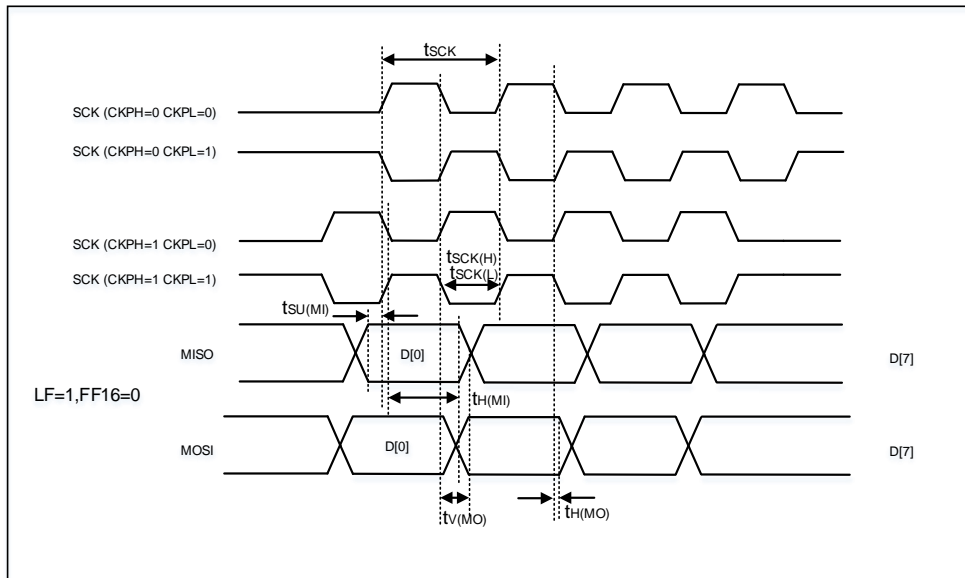 tSCK
SCK (CKPH=0 CKPL=0)
SCK (CKPH=0 CKPL=1)
SCK (CKPH=1 CKPL=0)
tSCK(H)
tSCK(L)
SCK (CKPH=1 CKPL=1)
tSU(MI)
MISO
D[0]
D[7]
LF=1,FF16=0
tH(MI)
MOSI
D[0]
D[7]
tV(MO)
tH(MO)